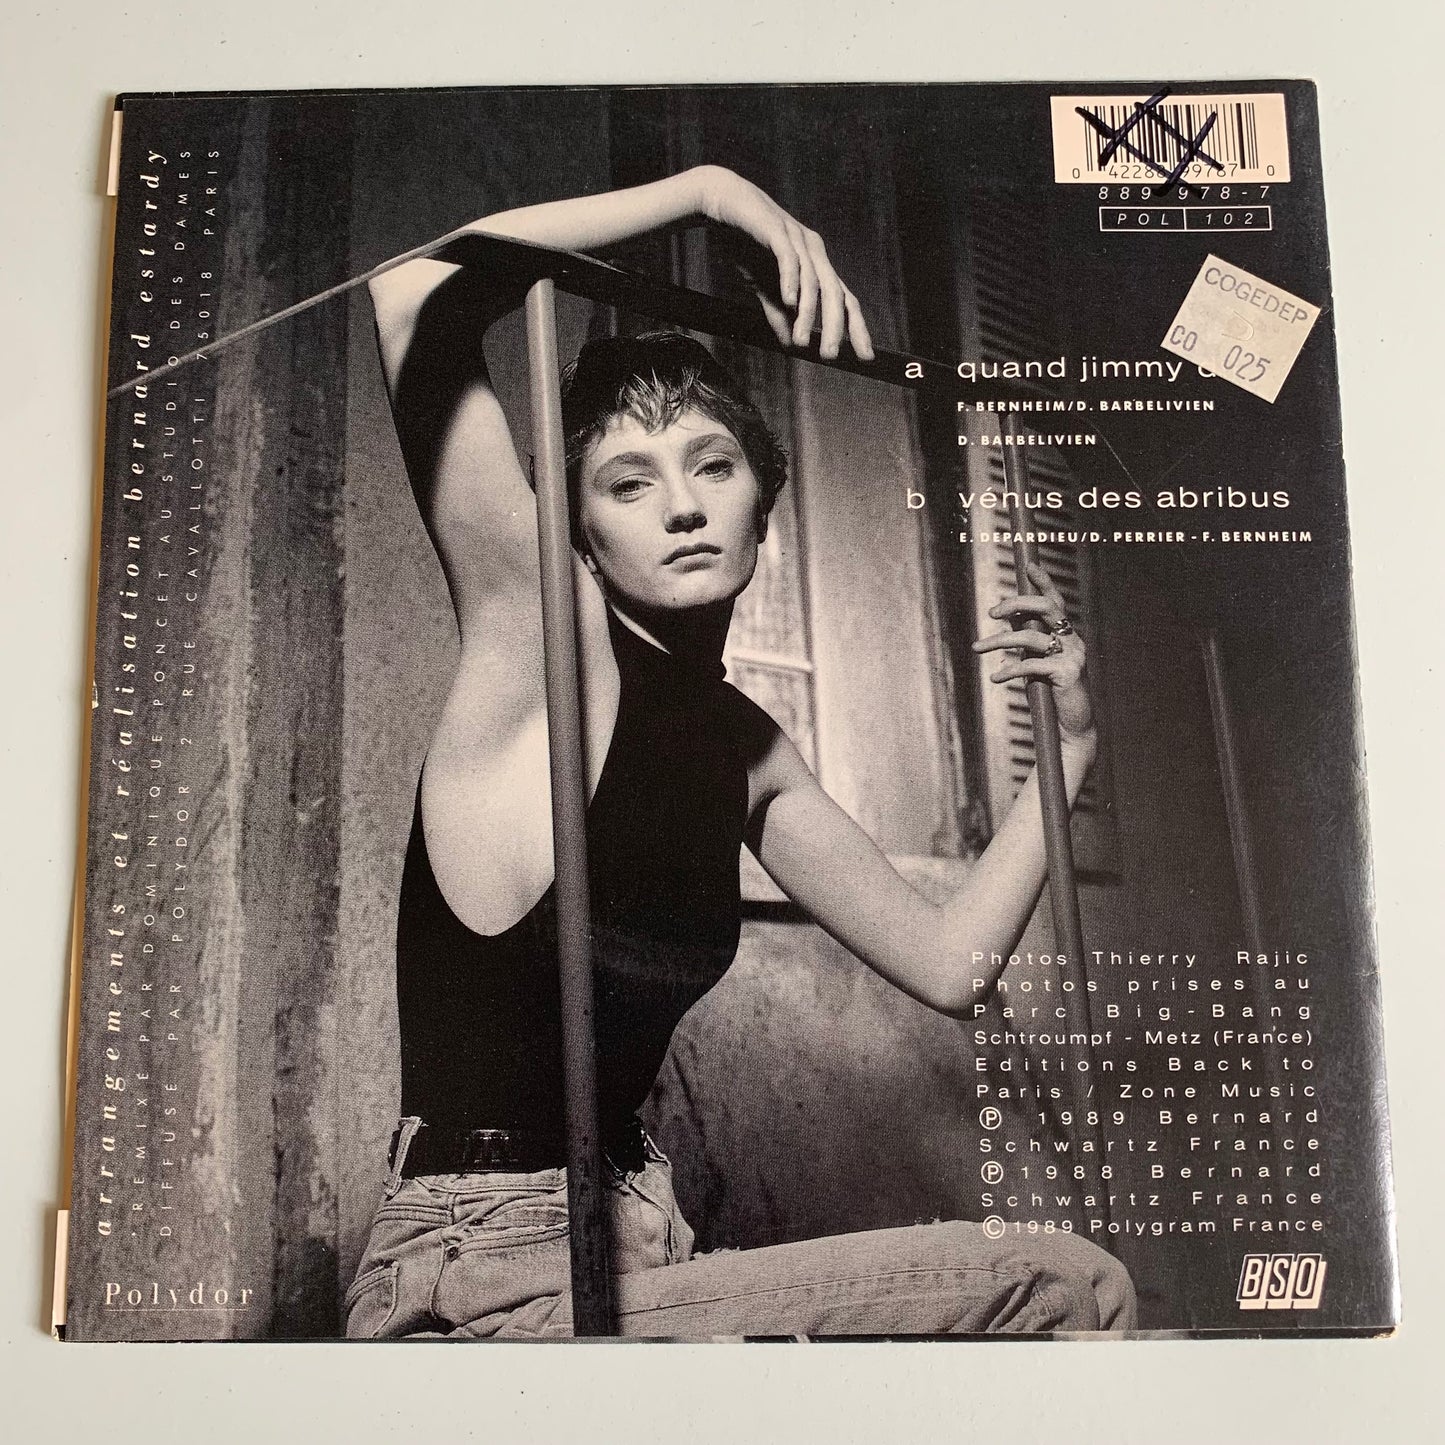 0 42288 99787 0
889 978-7
POL 102
COGEDEP
CO 025
a quand jimmy
F. BERNHEIM/D. BARBELIVIEN
D. BARBELIVIEN
b vénus des abribus
E. DEPARDIEU/D. PERRIER - F. BERNHEIM
arrangements et réalisation bernard estardy
REMIXÉ PAR DOMINIQUE PONCET AU STUDIO DES DAMES
DIFFUSÉ PAR POLYDOR 2 RUE CAVALLOTTI 75018 PARIS
Photos Thierry Rajic
Photos prises au
Parc Big-Bang
Schtroumpf - Metz (France)
Editions Back to
Paris / Zone Music
℗ 1989 Bernard
Schwartz France
℗ 1988 Bernard
Schwartz France
© 1989 Polygram France
Polydor
BSO